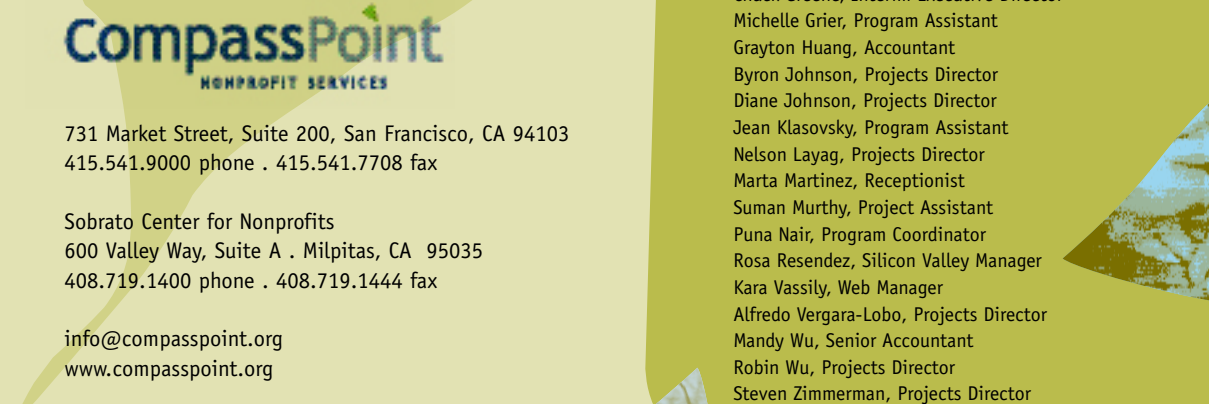 CompassPoint
NONPROFIT SERVICES
731 Market Street, Suite 200, San Francisco, CA 94103
415.541.9000 phone . 415.541.7708 fax
Sobrato Center for Nonprofits
600 Valley Way, Suite A . Milpitas, CA 95035
408.719.1400 phone . 408.719.1444 fax
info@compasspoint.org
www.compasspoint.org
Michelle Grier, Program Assistant
Grayton Huang, Accountant
Byron Johnson, Projects Director
Diane Johnson, Projects Director
Jean Klasovsky, Program Assistant
Nelson Layag, Projects Director
Marta Martinez, Receptionist
Suman Murthy, Project Assistant
Puna Nair, Program Coordinator
Rosa Resendez, Silicon Valley Manager
Kara Vassily, Web Manager
Alfredo Vergara-Lobo, Projects Director
Mandy Wu, Senior Accountant
Robin Wu, Projects Director
Steven Zimmerman, Projects Director